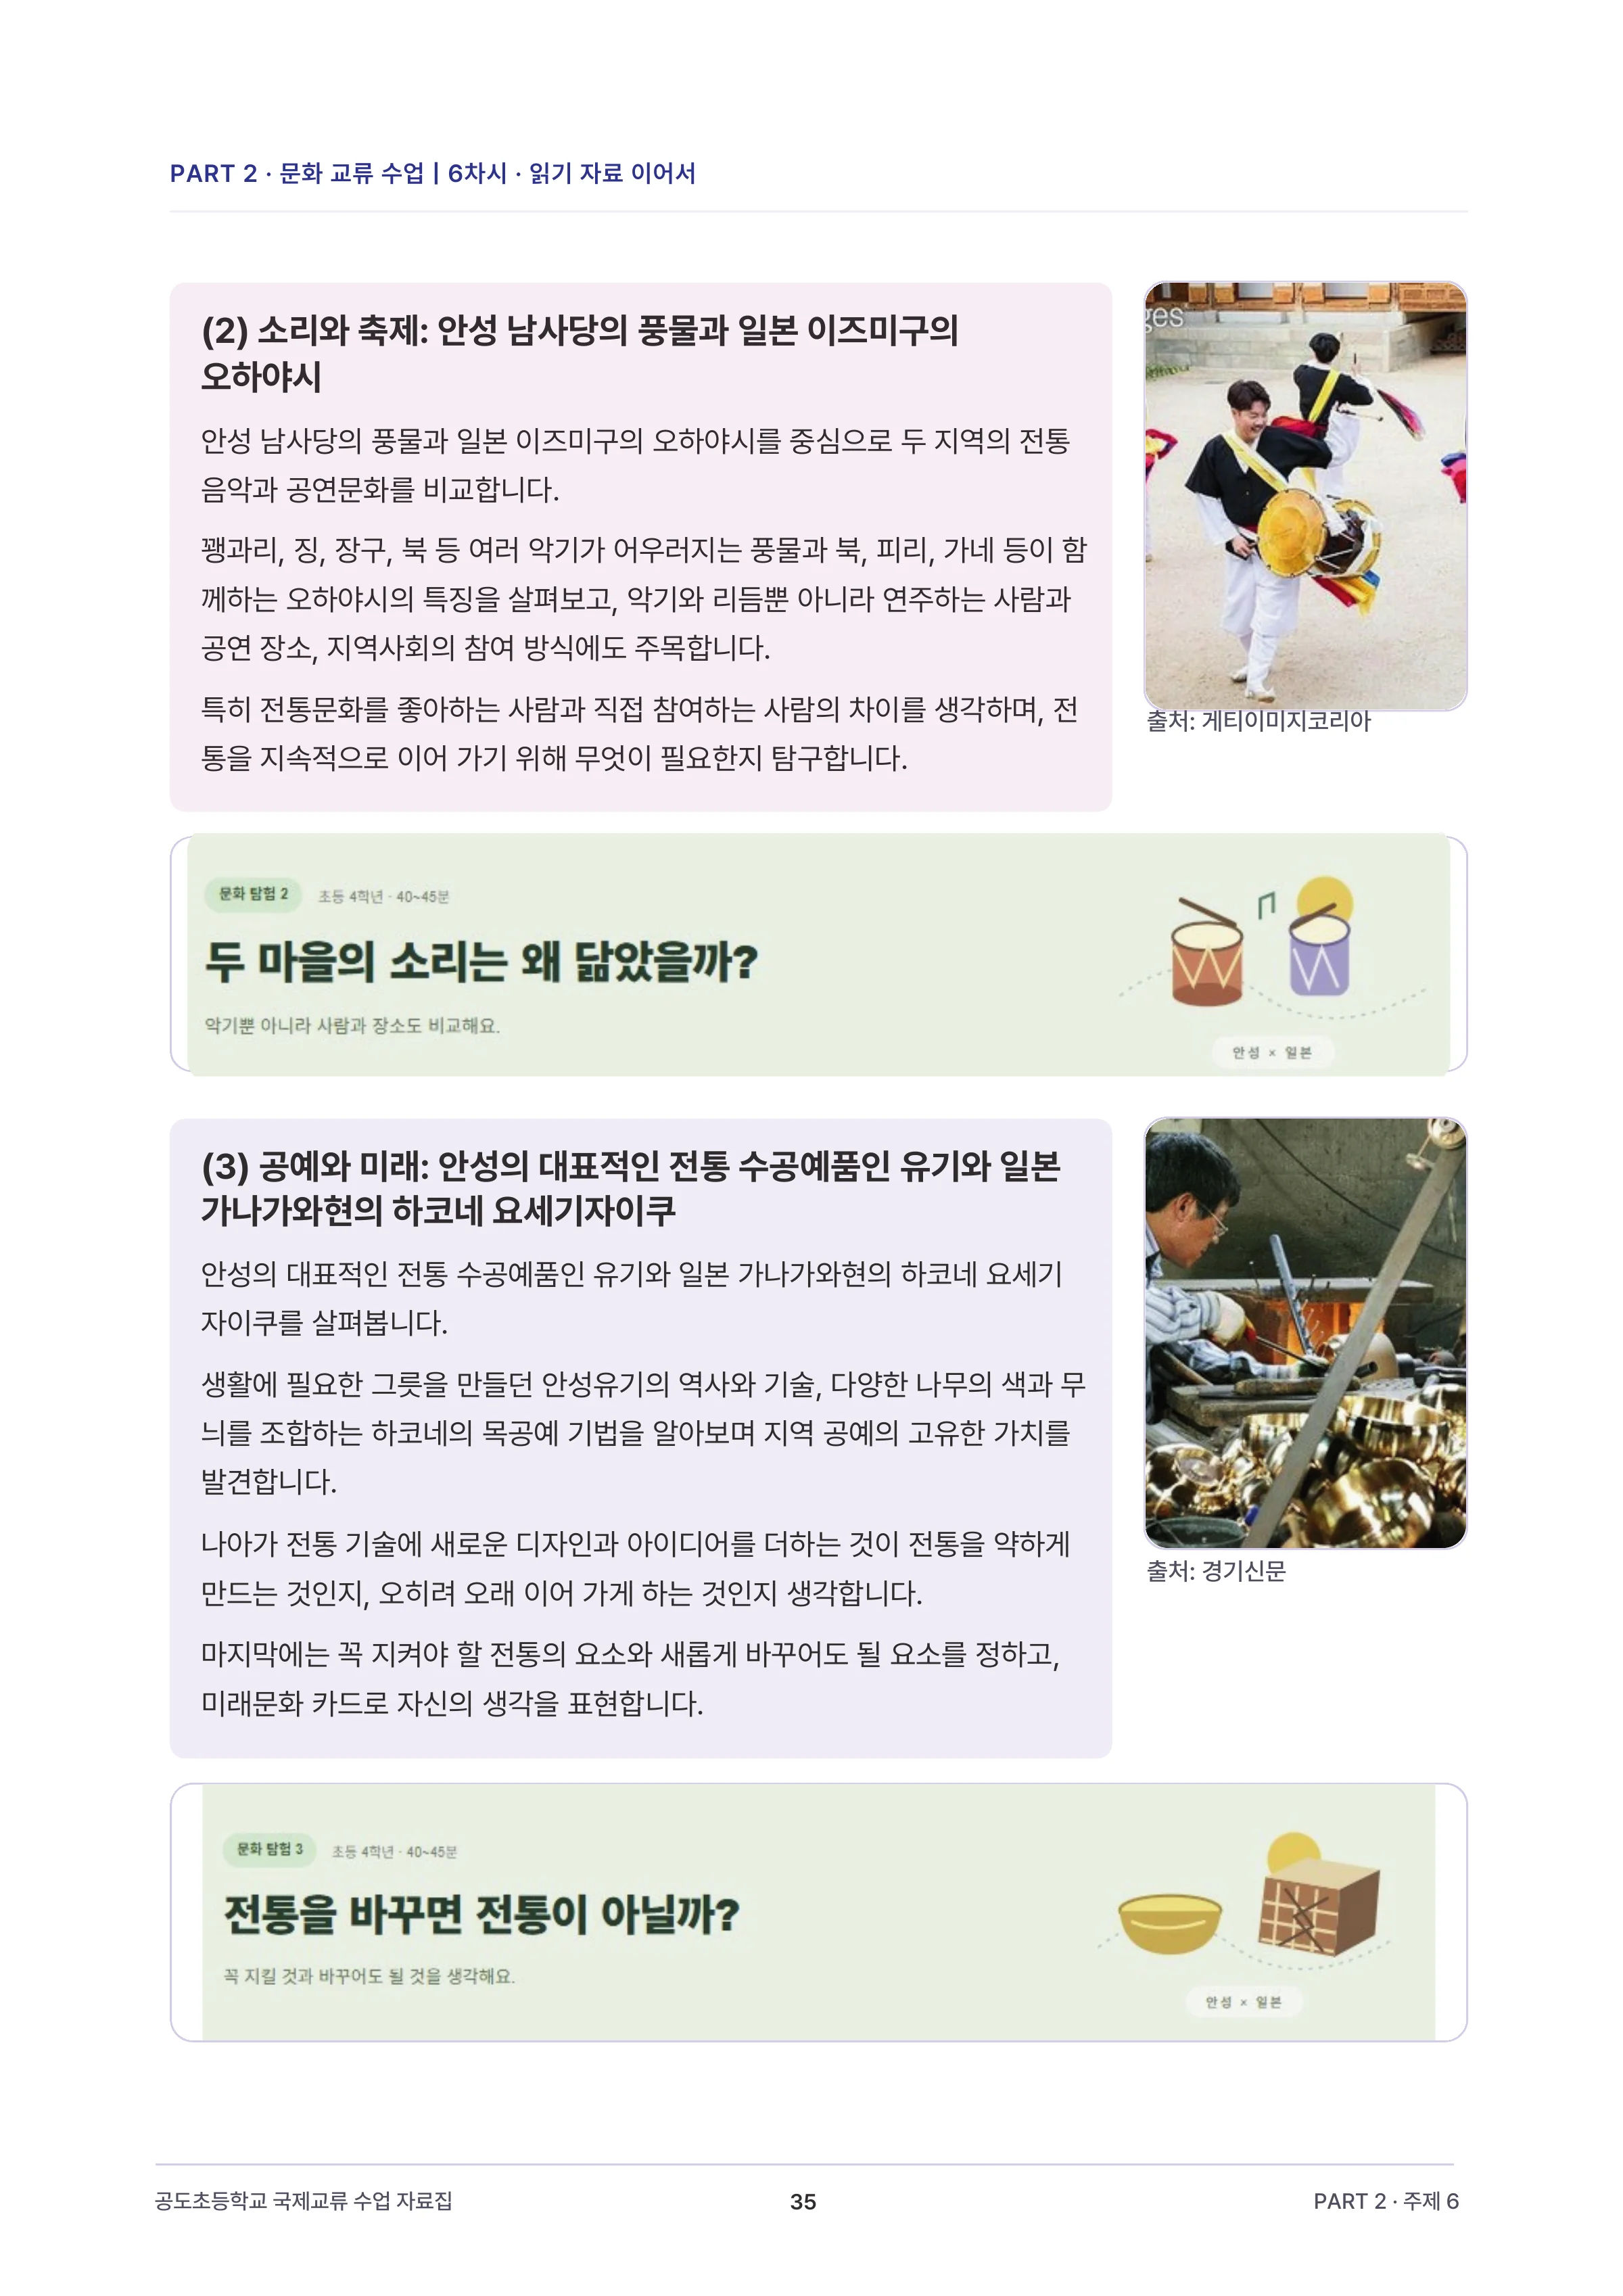 PART 2 · 문화 교류 수업 | 6차시 · 읽기 자료 이어서
(2) 소리와 축제: 안성 남사당의 풍물과 일본 이즈미구의
오하야시
안성 남사당의 풍물과 일본 이즈미구의 오하야시를 중심으로 두 지역의 전통
음악과 공연문화를 비교합니다.
꽹과리, 징, 장구, 북 등 여러 악기가 어우러지는 풍물과 북, 피리, 가네 등이 함
께하는 오하야시의 특징을 살펴보고, 악기와 리듬뿐 아니라 연주하는 사람과
공연 장소, 지역사회의 참여 방식에도 주목합니다.
특히 전통문화를 좋아하는 사람과 직접 참여하는 사람의 차이를 생각하며, 전
통을 지속적으로 이어 가기 위해 무엇이 필요한지 탐구합니다.
ges
출처: 게티이미지코리아
문화 탐험 2 초등 4학년 · 40~45분
두 마을의 소리는 왜 닮았을까?
악기뿐 아니라 사람과 장소도 비교해요.
안성 × 일본
(3) 공예와 미래: 안성의 대표적인 전통 수공예품인 유기와 일본
가나가와현의 하코네 요세기자이쿠
안성의 대표적인 전통 수공예품인 유기와 일본 가나가와현의 하코네 요세기
자이쿠를 살펴봅니다.
생활에 필요한 그릇을 만들던 안성유기의 역사와 기술, 다양한 나무의 색과 무
늬를 조합하는 하코네의 목공예 기법을 알아보며 지역 공예의 고유한 가치를
발견합니다.
나아가 전통 기술에 새로운 디자인과 아이디어를 더하는 것이 전통을 약하게
만드는 것인지, 오히려 오래 이어 가게 하는 것인지 생각합니다.
마지막에는 꼭 지켜야 할 전통의 요소와 새롭게 바꾸어도 될 요소를 정하고,
미래문화 카드로 자신의 생각을 표현합니다.
출처: 경기신문
문화 탐험 3 초등 4학년 · 40~45분
전통을 바꾸면 전통이 아닐까?
꼭 지킬 것과 바꾸어도 될 것을 생각해요.
안성 × 일본
공도초등학교 국제교류 수업 자료집
35
PART 2 · 주제 6